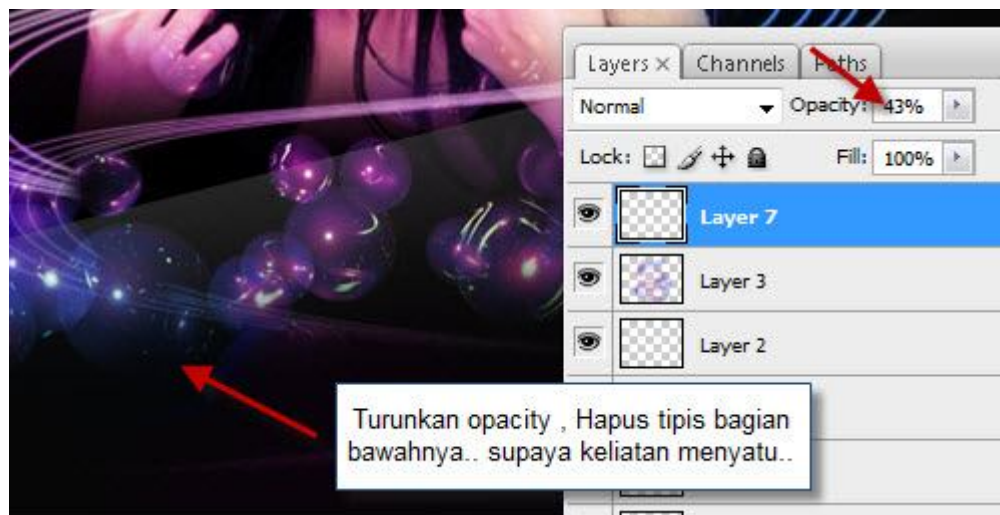 Layers × Channels Paths
Normal Opacity: 43%
Lock: Fill: 100%
Layer 7
Layer 3
Layer 2
Turunkan opacity , Hapus tipis bagian
bawahnya.. supaya keliatan menyatu..